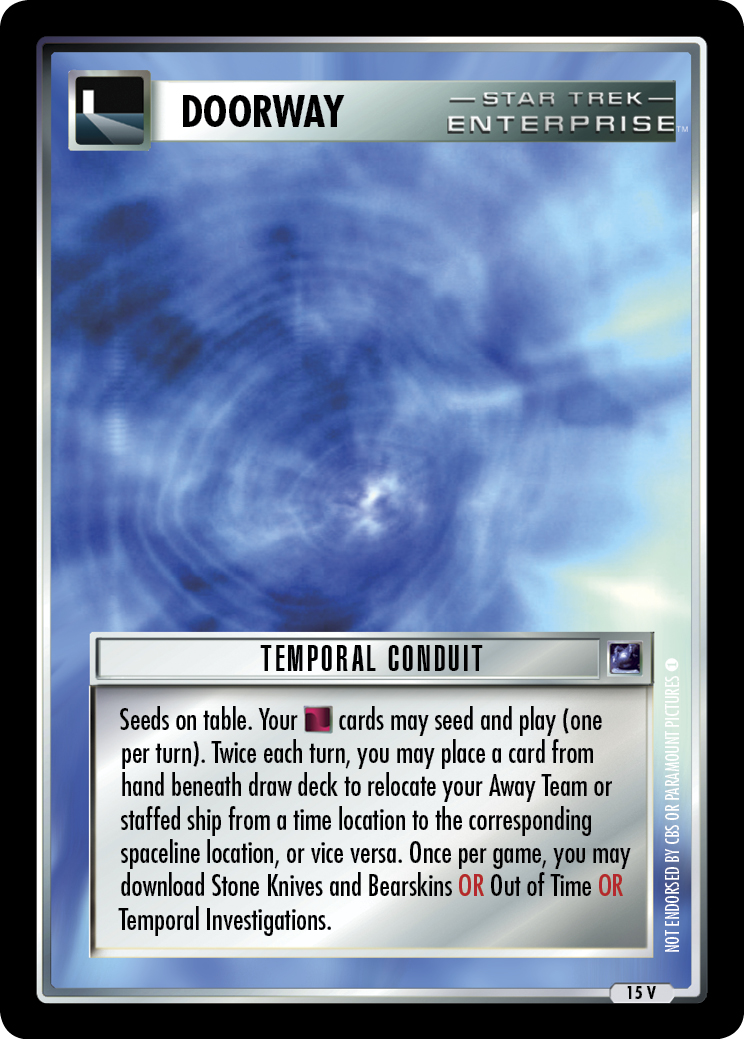 DOORWAY
STAR TREK
ENTERPRISE™
TEMPORAL CONDUIT
Seeds on table. Your cards may seed and play (one
per turn). Twice each turn, you may place a card from
hand beneath draw deck to relocate your Away Team or
staffed ship from a time location to the corresponding
spaceline location, or vice versa. Once per game, you may
download Stone Knives and Bearskins OR Out of Time OR
Temporal Investigations.
NOT ENDORSED BY CBS OR PARAMOUNT PICTURES
15 V